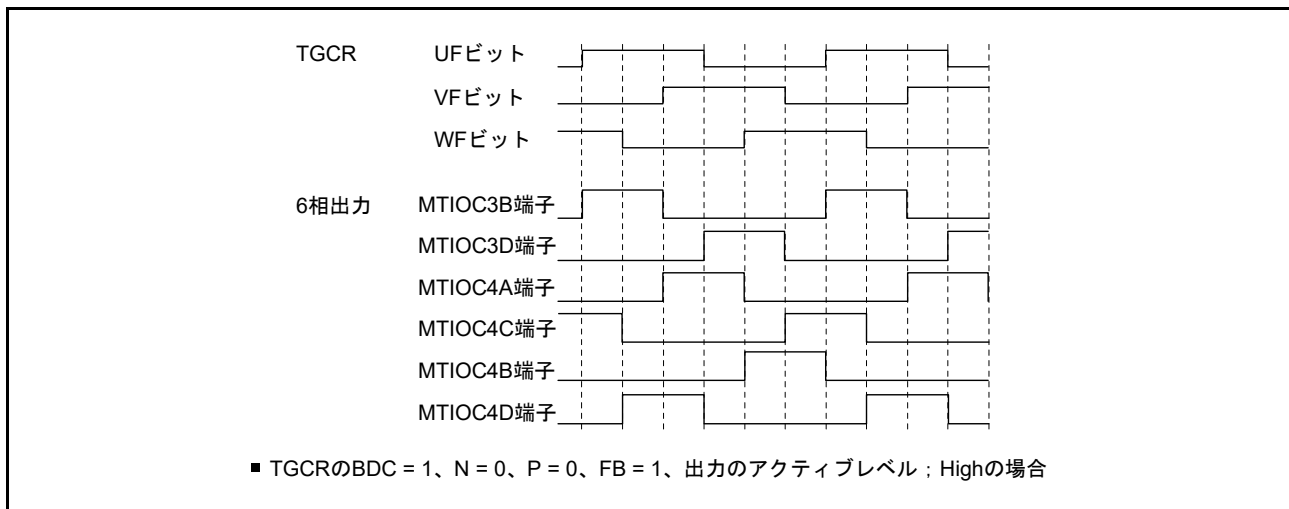 TGCR UFビット
VFビット
WFビット
6相出力 MTIOC3B端子
MTIOC3D端子
MTIOC4A端子
MTIOC4C端子
MTIOC4B端子
MTIOC4D端子
■ TGCRのBDC = 1、N = 0、P = 0、FB = 1、出力のアクティブレベル ; Highの場合